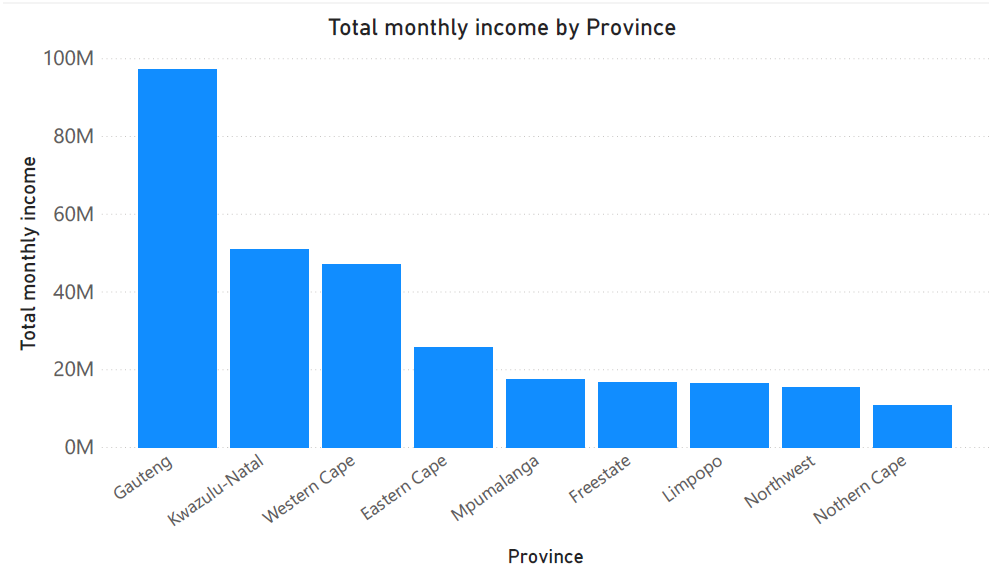 Total monthly income by Province
Total monthly income
100M
80M
60M
40M
20M
0M
Gauteng
Kwazulu-Natal
Western Cape
Eastern Cape
Mpumalanga
Freestate
Limpopo
Northwest
Nothern Cape
Province